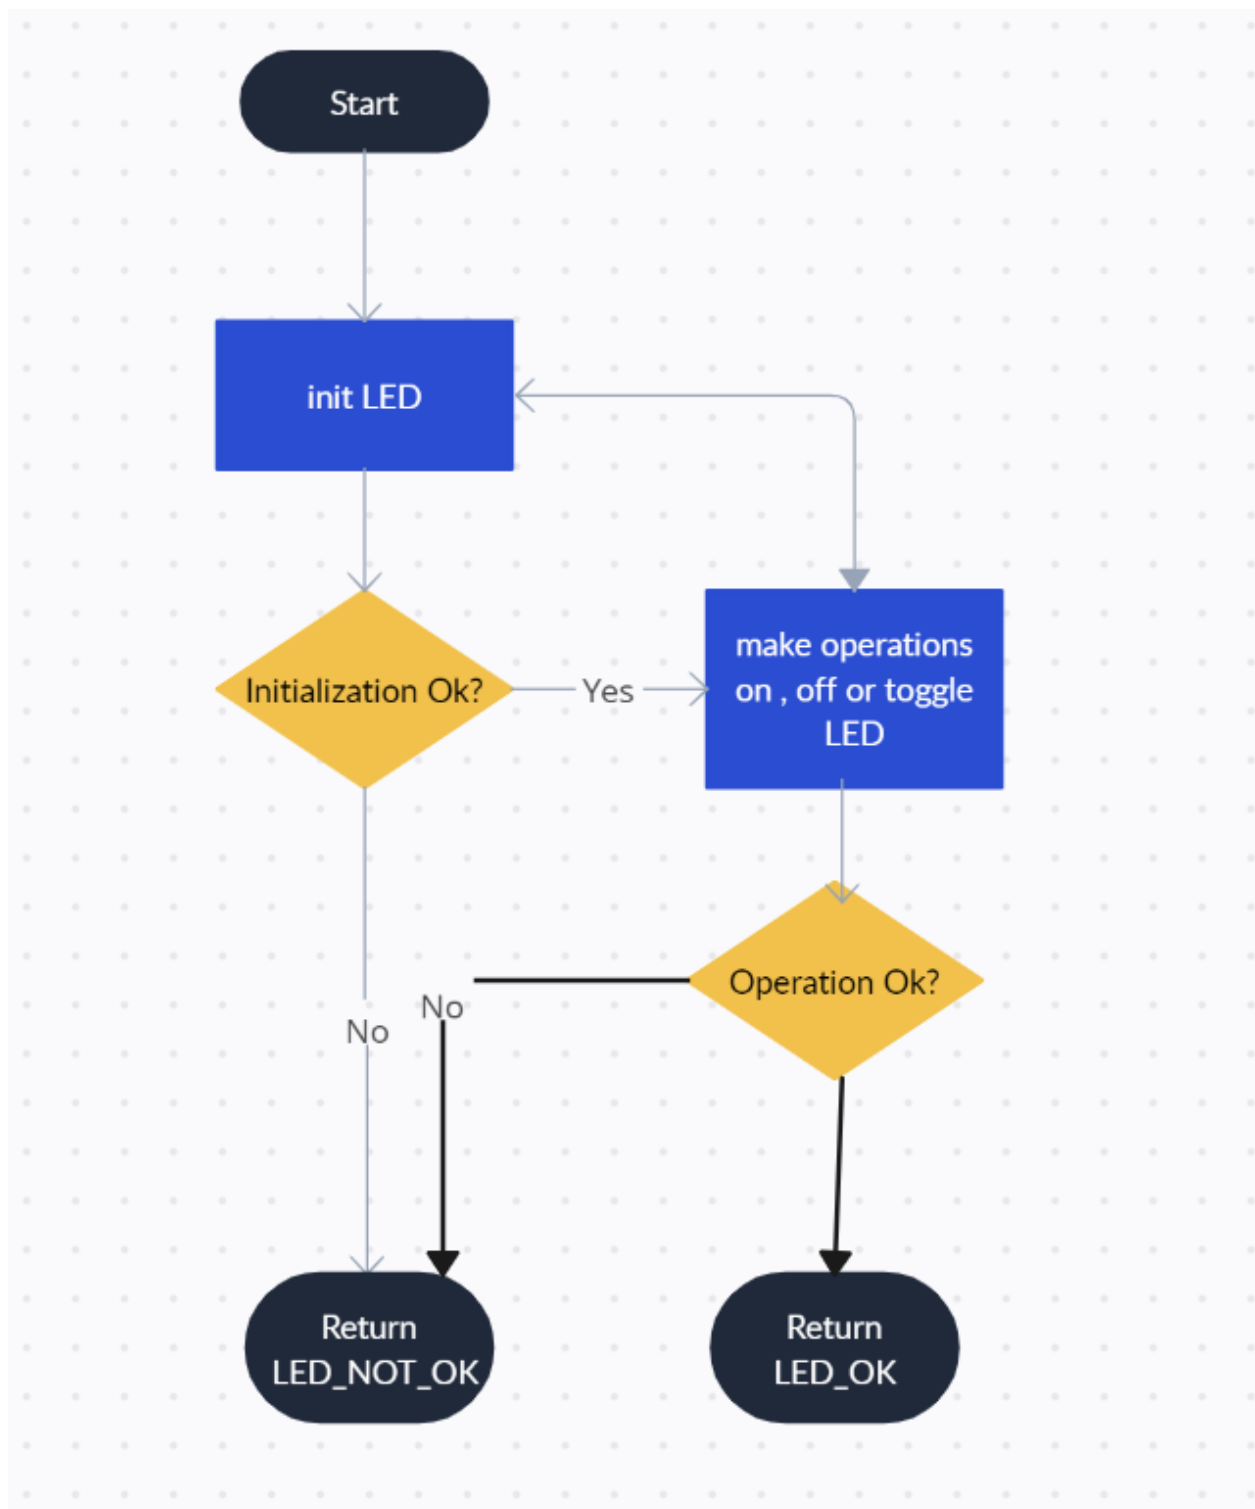 Start
init LED
Initialization Ok?
Yes
make operations
on , off or toggle
LED
Operation Ok?
No
No
Return
LED_NOT_OK
Return
LED_OK